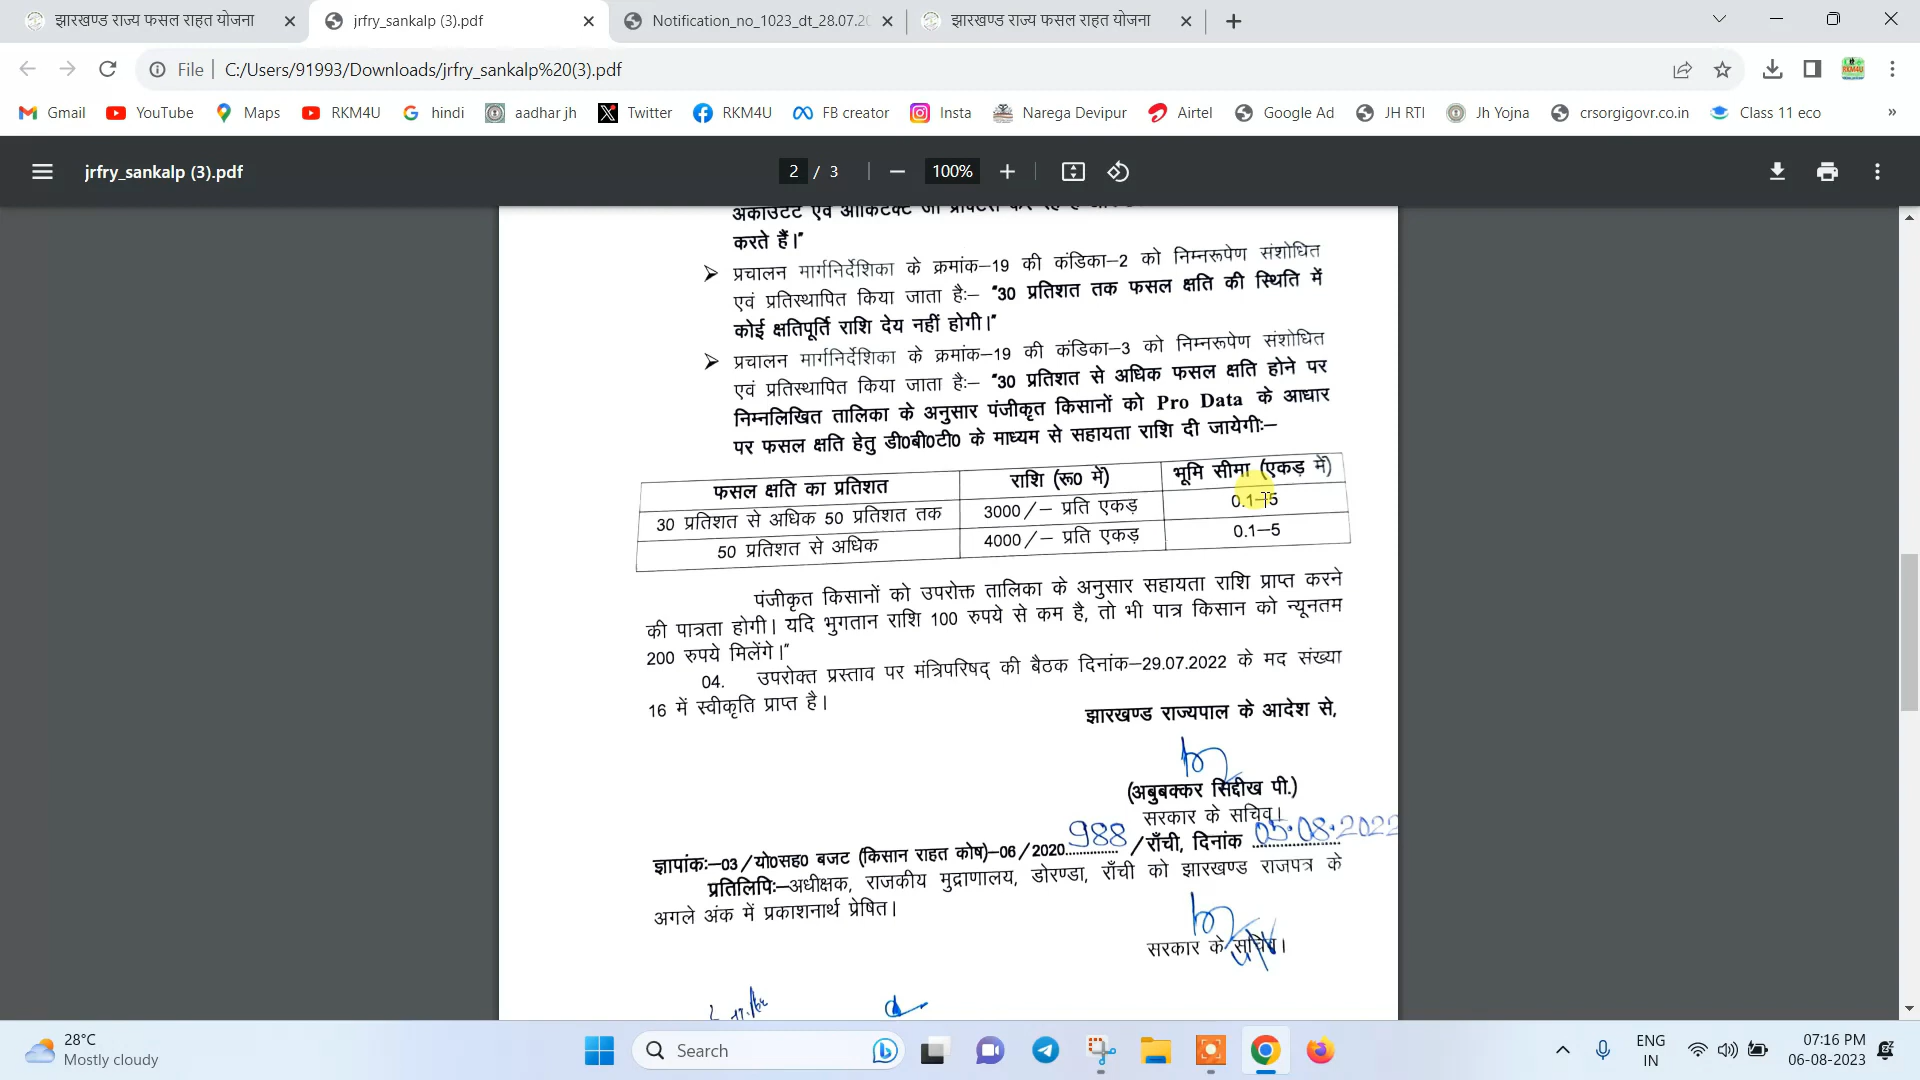 झारखण्ड राज्य फसल राहत योजना
jrfry_sankalp (3).pdf
Notification_no_1023_dt_28.07.20
झारखण्ड राज्य फसल राहत योजना
File
C:/Users/91993/Downloads/jrfry_sankalp%20(3).pdf
Gmail YouTube Maps RKM4U hindi aadhar jh Twitter RKM4U FB creator Insta Narega Devipur Airtel Google Ad JH RTI Jh Yojna crsorgigovr.co.in Class 11 eco »
jrfry_sankalp (3).pdf
2 / 3
100%
करते हैं।"
➢ प्रचालन मार्गनिर्देशिका के क्रमांक–19 की कंडिका–2 को निम्नरूपेण संशोधित
एवं प्रतिस्थापित किया जाता है:– "30 प्रतिशत तक फसल क्षति की स्थिति में
कोई क्षतिपूर्ति राशि देय नहीं होगी।"
➢ प्रचालन मार्गनिर्देशिका के क्रमांक–19 की कंडिका–3 को निम्नरूपेण संशोधित
एवं प्रतिस्थापित किया जाता है:– "30 प्रतिशत से अधिक फसल क्षति होने पर
निम्नलिखित तालिका के अनुसार पंजीकृत किसानों को Pro Data के आधार
पर फसल क्षति हेतु डी0बी0टी0 के माध्यम से सहायता राशि दी जायेगी:–
फसल क्षति का प्रतिशत राशि (रू0 में) भूमि सीमा (एकड़ में)
30 प्रतिशत से अधिक 50 प्रतिशत तक 3000/– प्रति एकड़ 0.1–5
50 प्रतिशत से अधिक 4000/– प्रति एकड़ 0.1–5
पंजीकृत किसानों को उपरोक्त तालिका के अनुसार सहायता राशि प्राप्त करने
की पात्रता होगी। यदि भुगतान राशि 100 रुपये से कम है, तो भी पात्र किसान को न्यूनतम
200 रुपये मिलेंगे।"
04. उपरोक्त प्रस्ताव पर मंत्रिपरिषद् की बैठक दिनांक–29.07.2022 के मद संख्या
16 में स्वीकृति प्राप्त है।
झारखण्ड राज्यपाल के आदेश से,
(अबुबक्कर सिद्दीख पी.)
सरकार के सचिव।
ज्ञापांक:–03/यो0सह0 बजट (किसान राहत कोष)–06/2020 988 /राँची, दिनांक 05.08.2022
प्रतिलिपि:–अधीक्षक, राजकीय मुद्राणालय, डोरण्डा, राँची को झारखण्ड राजपत्र के
अगले अंक में प्रकाशनार्थ प्रेषित।
सरकार के सचिव।
28°C
Mostly cloudy
Search
ENG
IN
07:16 PM
06-08-2023